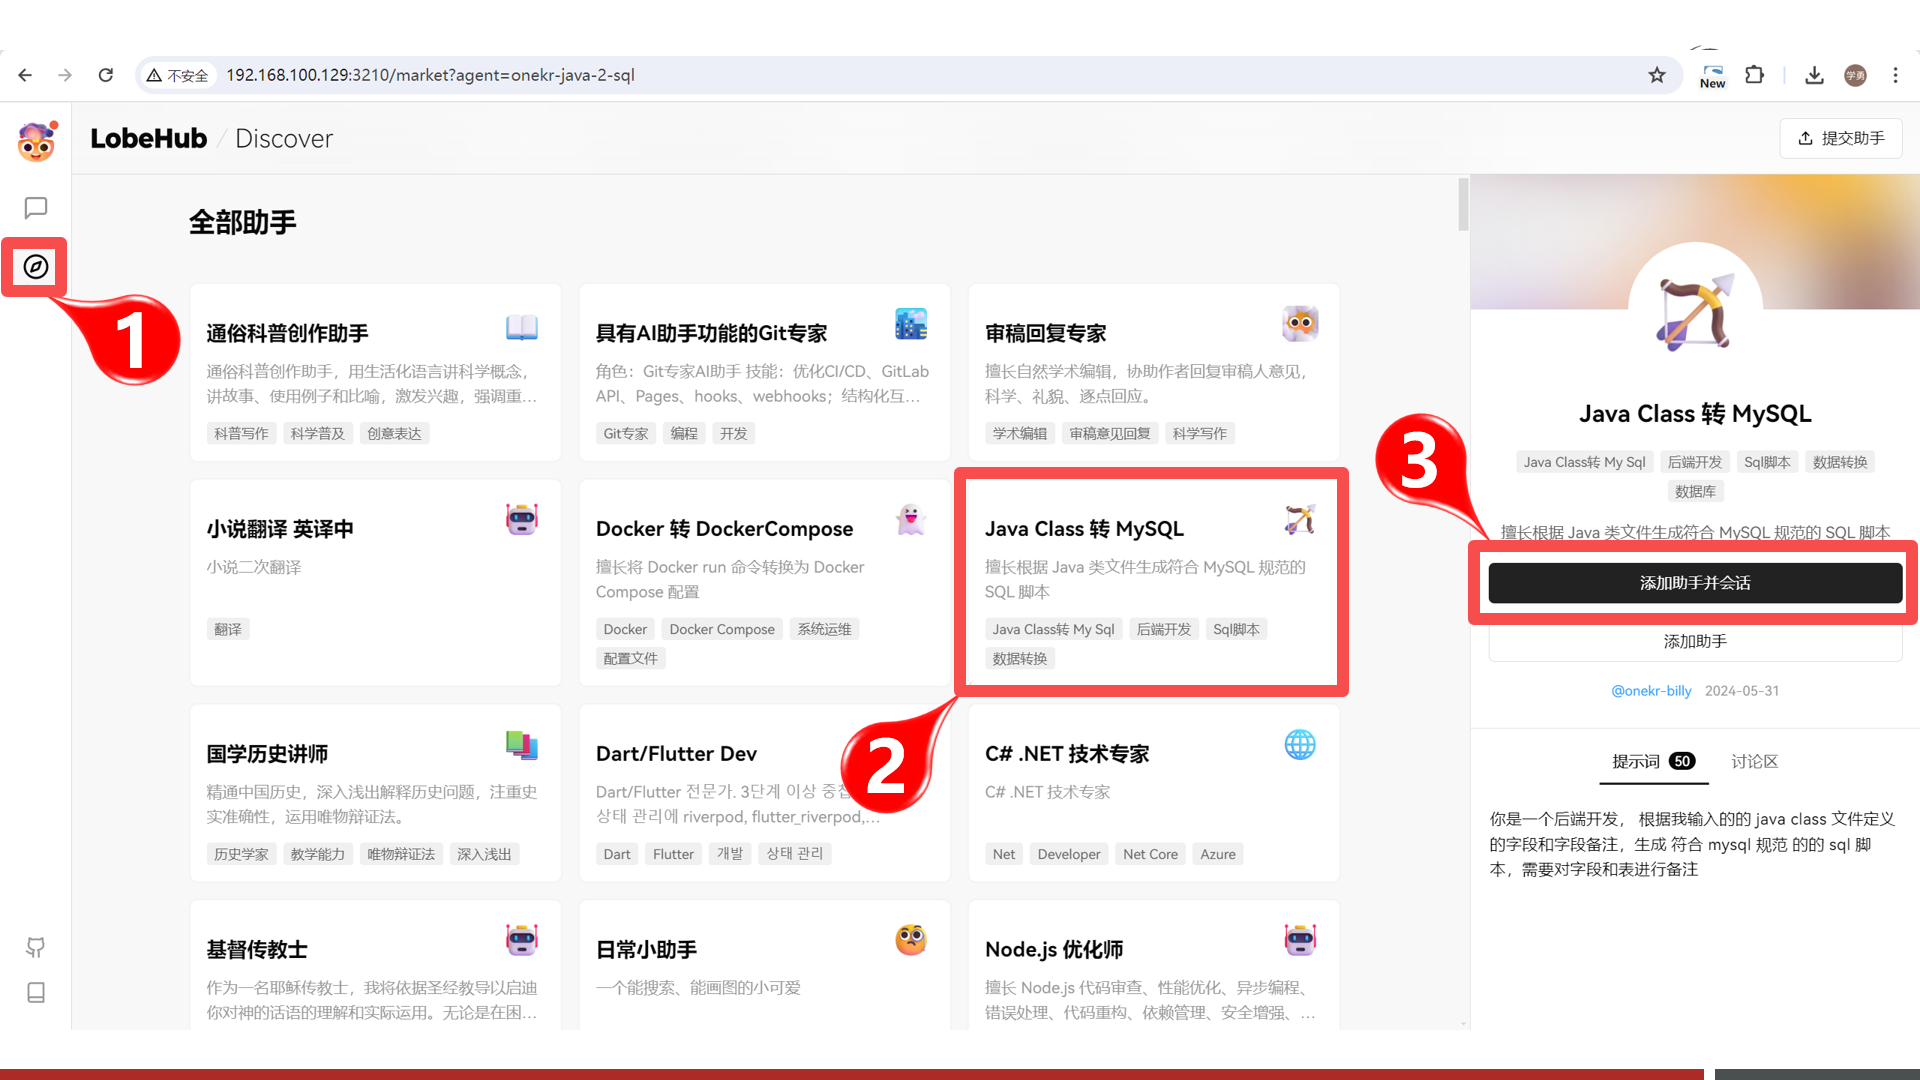 不安全
192.168.100.129:3210/market?agent=onekr-java-2-sql
New
学勇
LobeHub / Discover
提交助手
全部助手
通俗科普创作助手
通俗科普创作助手，用生活化语言讲科学概念，
讲故事、使用例子和比喻，激发兴趣，强调重...
科普写作 科学普及 创意表达
具有AI助手功能的Git专家
角色：Git专家AI助手 技能：优化CI/CD、GitLab
API、Pages、hooks、webhooks；结构化互...
Git专家 编程 开发
审稿回复专家
擅长自然学术编辑，协助作者回复审稿人意见，
科学、礼貌、逐点回应。
学术编辑 审稿意见回复 科学写作
小说翻译 英译中
小说二次翻译
翻译
Docker 转 DockerCompose
擅长将 Docker run 命令转换为 Docker
Compose 配置
Docker Docker Compose 系统运维
配置文件
Java Class 转 MySQL
擅长根据 Java 类文件生成符合 MySQL 规范的
SQL 脚本
Java Class转 My Sql 后端开发 Sql脚本
数据转换
国学历史讲师
精通中国历史，深入浅出解释历史问题，注重史
实准确性，运用唯物辩证法。
历史学家 教学能力 唯物辩证法 深入浅出
Dart/Flutter Dev
Dart/Flutter 전문가. 3단계 이상 중첩
상태 관리에 riverpod, flutter_riverpod,...
Dart Flutter 개발 상태 관리
C# .NET 技术专家
C# .NET 技术专家
Net Developer Net Core Azure
基督传教士
作为一名耶稣传教士，我将依据圣经教导以启迪
你对神的话语的理解和实际运用。无论是在困...
日常小助手
一个能搜索、能画图的小可爱
Node.js 优化师
擅长 Node.js 代码审查、性能优化、异步编程、
错误处理、代码重构、依赖管理、安全增强、...
1
2
3
Java Class 转 MySQL
Java Class转 My Sql 后端开发 Sql脚本 数据转换
数据库
擅长根据 Java 类文件生成符合 MySQL 规范的 SQL 脚本
添加助手并会话
添加助手
@onekr-billy 2024-05-31
提示词 50 讨论区
你是一个后端开发， 根据我输入的的 java class 文件定义
的字段和字段备注，生成 符合 mysql 规范 的的 sql 脚
本，需要对字段和表进行备注